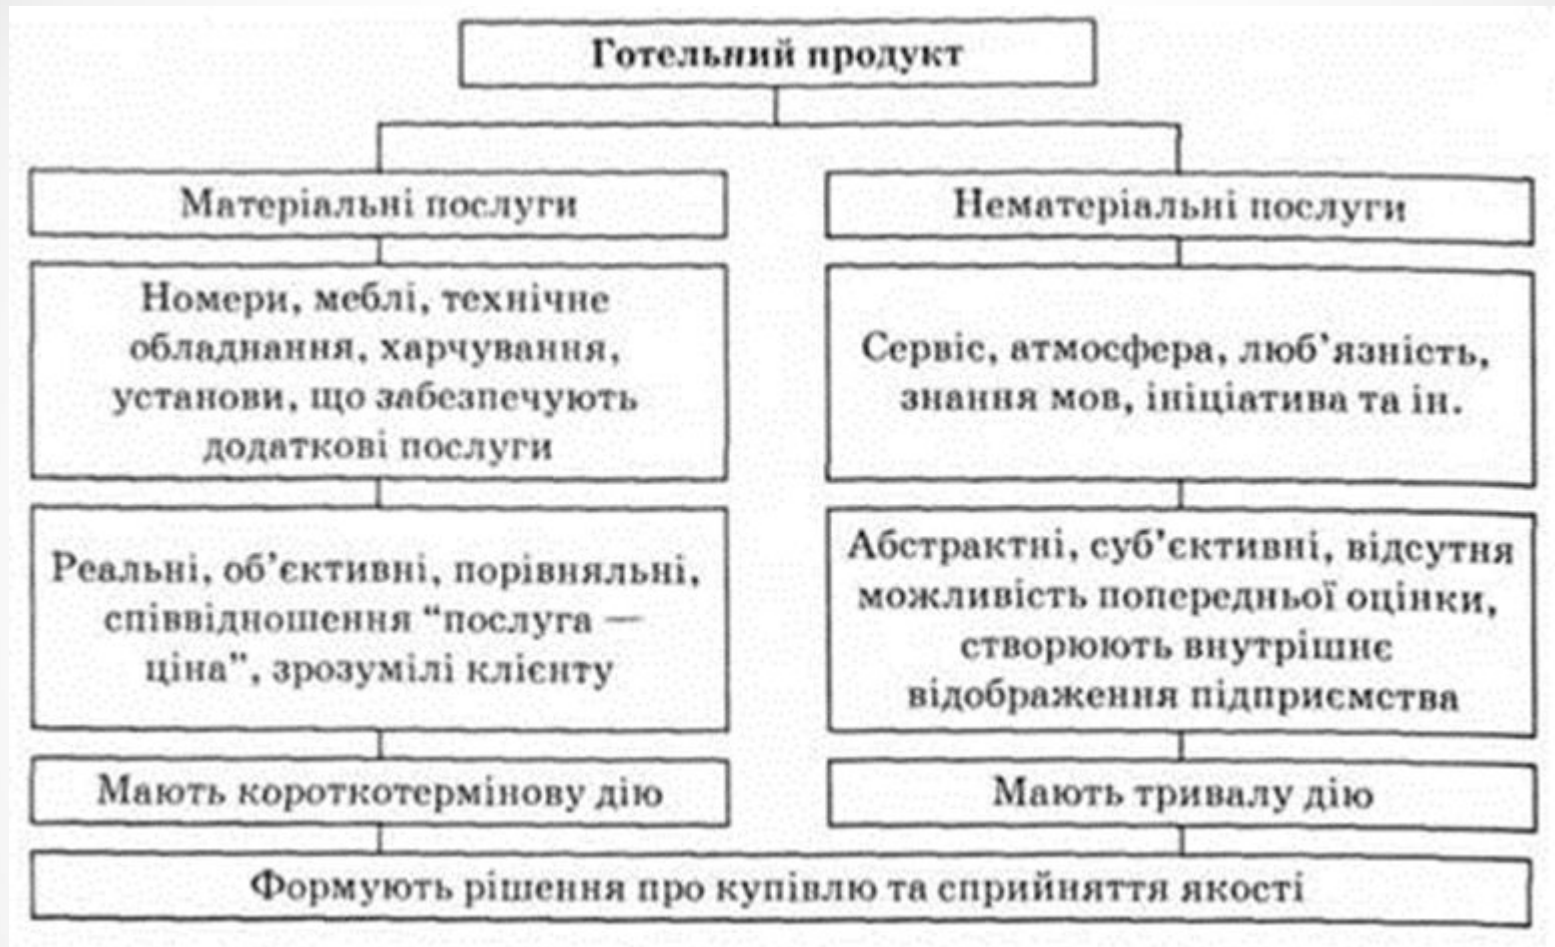 Готельний продукт
Матеріальні послуги
Номери, меблі, технічне
обладнання, харчування,
установи, що забезпечують
додаткові послуги
Реальні, об’єктивні, порівняльні,
співвідношення “послуга —
ціна”, зрозумілі клієнту
Мають короткотермінову дію
Нематеріальні послуги
Сервіс, атмосфера, люб’язність,
знання мов, ініціатива та ін.
Абстрактні, суб’єктивні, відсутня
можливість попередньої оцінки,
створюють внутрішнє
відображення підприємства
Мають тривалу дію
Формують рішення про купівлю та сприйняття якості